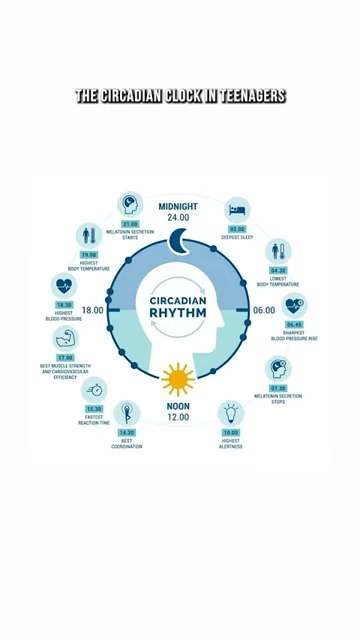 THE CIRCADIAN CLOCK IN TEENAGERS
MIDNIGHT
24.00
02.00
DEEPEST SLEEP
04.30
LOWEST
BODY TEMPERATURE
06.00
06.45
SHARPEST
BLOOD PRESSURE RISE
07.30
MELATONIN SECRETION
STOPS
10.00
HIGHEST
ALERTNESS
NOON
12.00
14.30
BEST
COORDINATION
15.30
FASTEST
REACTION TIME
17.00
BEST MUSCLE STRENGTH
AND CARDIOVASCULAR
EFFICIENCY
18.00
18.30
HIGHEST
BLOOD PRESSURE
19.00
HIGHEST
BODY TEMPERATURE
21.00
MELATONIN SECRETION
STARTS
CIRCADIAN
RHYTHM